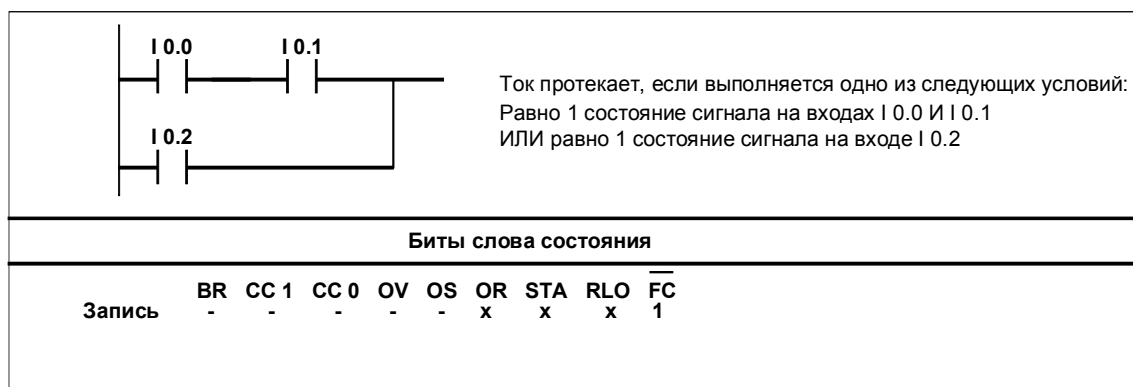 I 0.0 I 0.1
Ток протекает, если выполняется одно из следующих условий:
Равно 1 состояние сигнала на входах I 0.0 И I 0.1
I 0.2
ИЛИ равно 1 состояние сигнала на входе I 0.2
Биты слова состояния
BR CC 1 CC 0 OV OS OR STA RLO F̅C̅
Запись - - - - - x x x 1